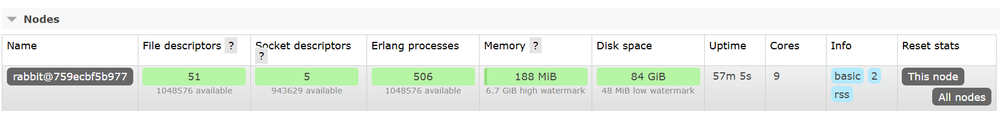 Nodes
Name File descriptors ? Socket descriptors ? Erlang processes Memory ? Disk space Uptime Cores Info Reset stats
rabbit@759ecbf5b977 51 5 506 188 MiB 84 GiB 57m 5s 9 basic 2 This node
1048576 available 943629 available 1048576 available 6.7 GiB high watermark 48 MiB low watermark rss All nodes